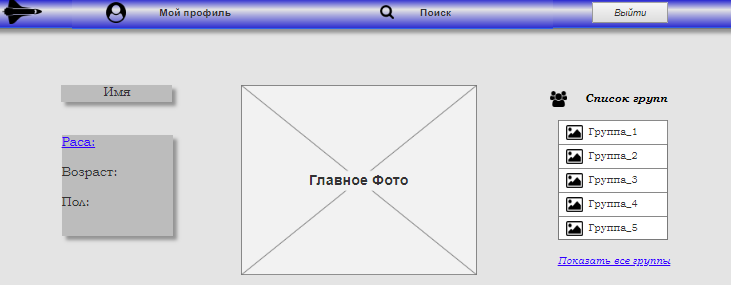 Мой профиль
Поиск
Выйти
Имя
Раса:
Возраст:
Пол:
Главное Фото
Список групп
Группа_1
Группа_2
Группа_3
Группа_4
Группа_5
Показать все группы